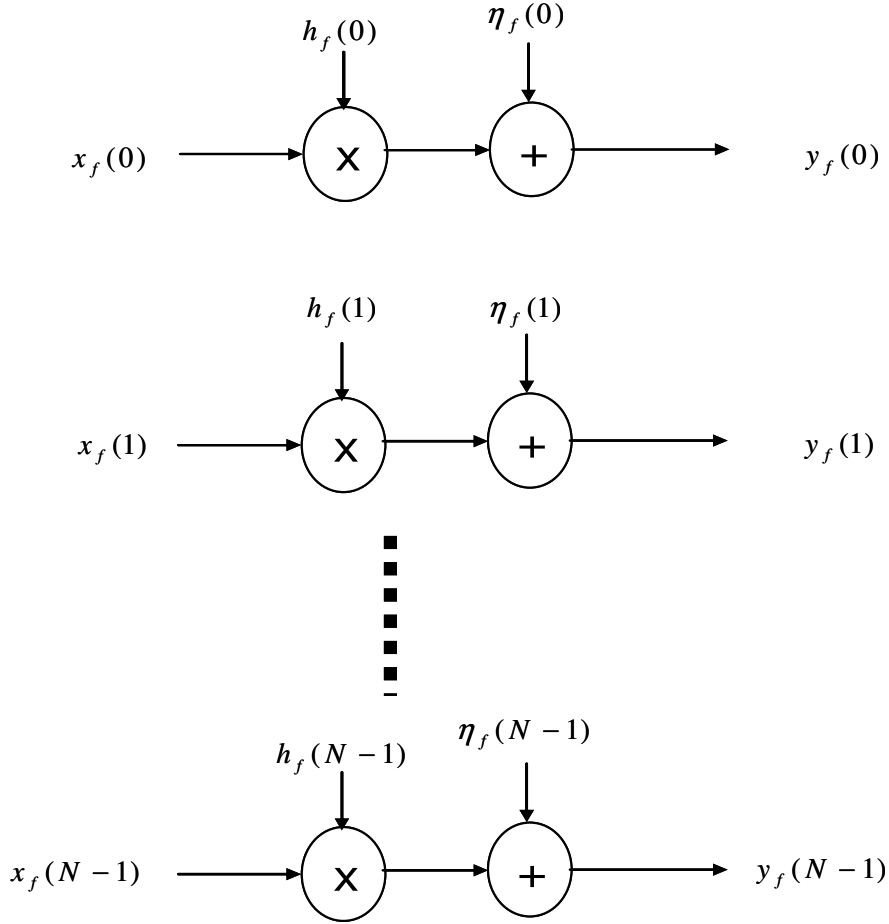 h_f(0) η_f(0)
x_f(0) X + y_f(0)
h_f(1) η_f(1)
x_f(1) X + y_f(1)
h_f(N − 1) η_f(N − 1)
x_f(N − 1) X + y_f(N − 1)